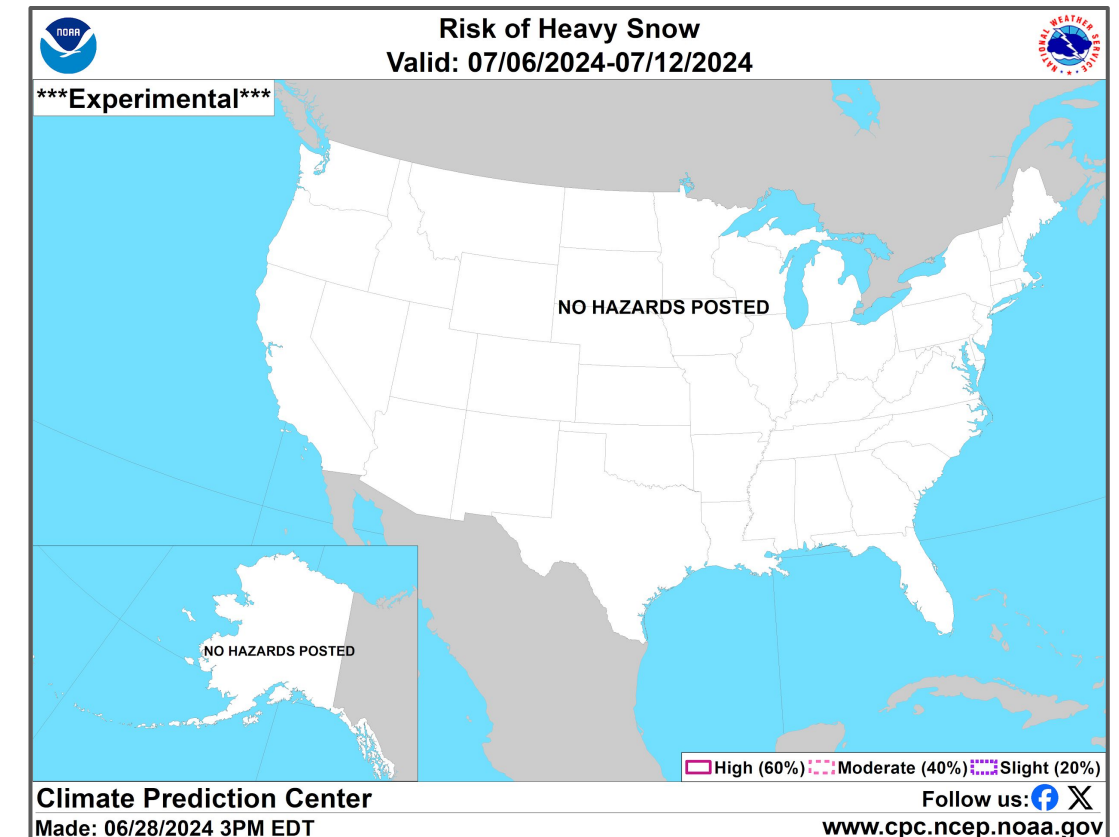 NOAA
Risk of Heavy Snow
Valid: 07/06/2024-07/12/2024
NATIONAL WEATHER SERVICE
***Experimental***
NO HAZARDS POSTED
NO HAZARDS POSTED
High (60%) Moderate (40%) Slight (20%)
Climate Prediction Center
Follow us:
Made: 06/28/2024 3PM EDT
www.cpc.ncep.noaa.gov